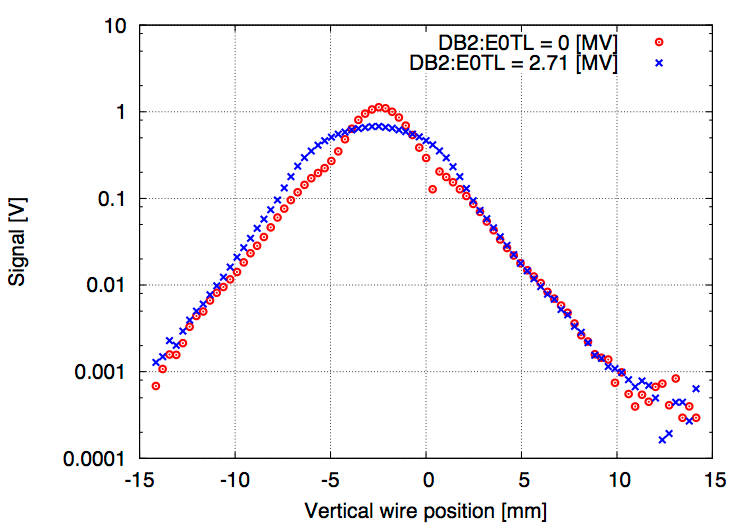 10
DB2:E0TL = 0 [MV]
DB2:E0TL = 2.71 [MV]
1
0.1
Signal [V]
0.01
0.001
0.0001
-15 -10 -5 0 5 10 15
Vertical wire position [mm]